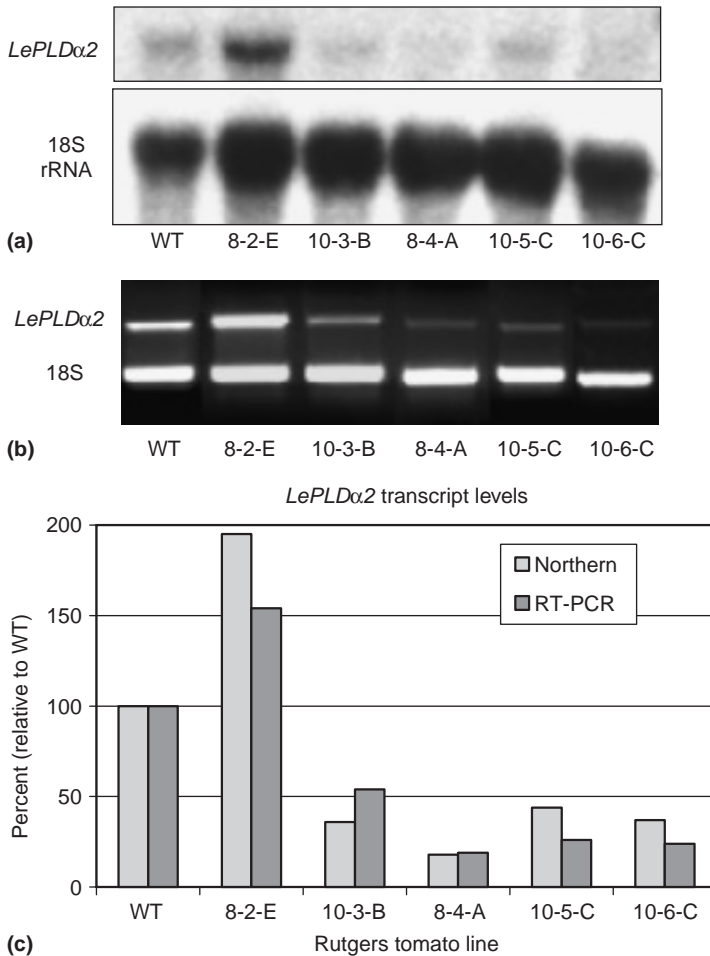 LePLDα2
18S
rRNA
(a) WT 8-2-E 10-3-B 8-4-A 10-5-C 10-6-C
LePLDα2
18S
(b) WT 8-2-E 10-3-B 8-4-A 10-5-C 10-6-C
LePLDα2 transcript levels
200
150
100
50
0
Percent (relative to WT)
Northern
RT-PCR
WT 8-2-E 10-3-B 8-4-A 10-5-C 10-6-C
(c) Rutgers tomato line